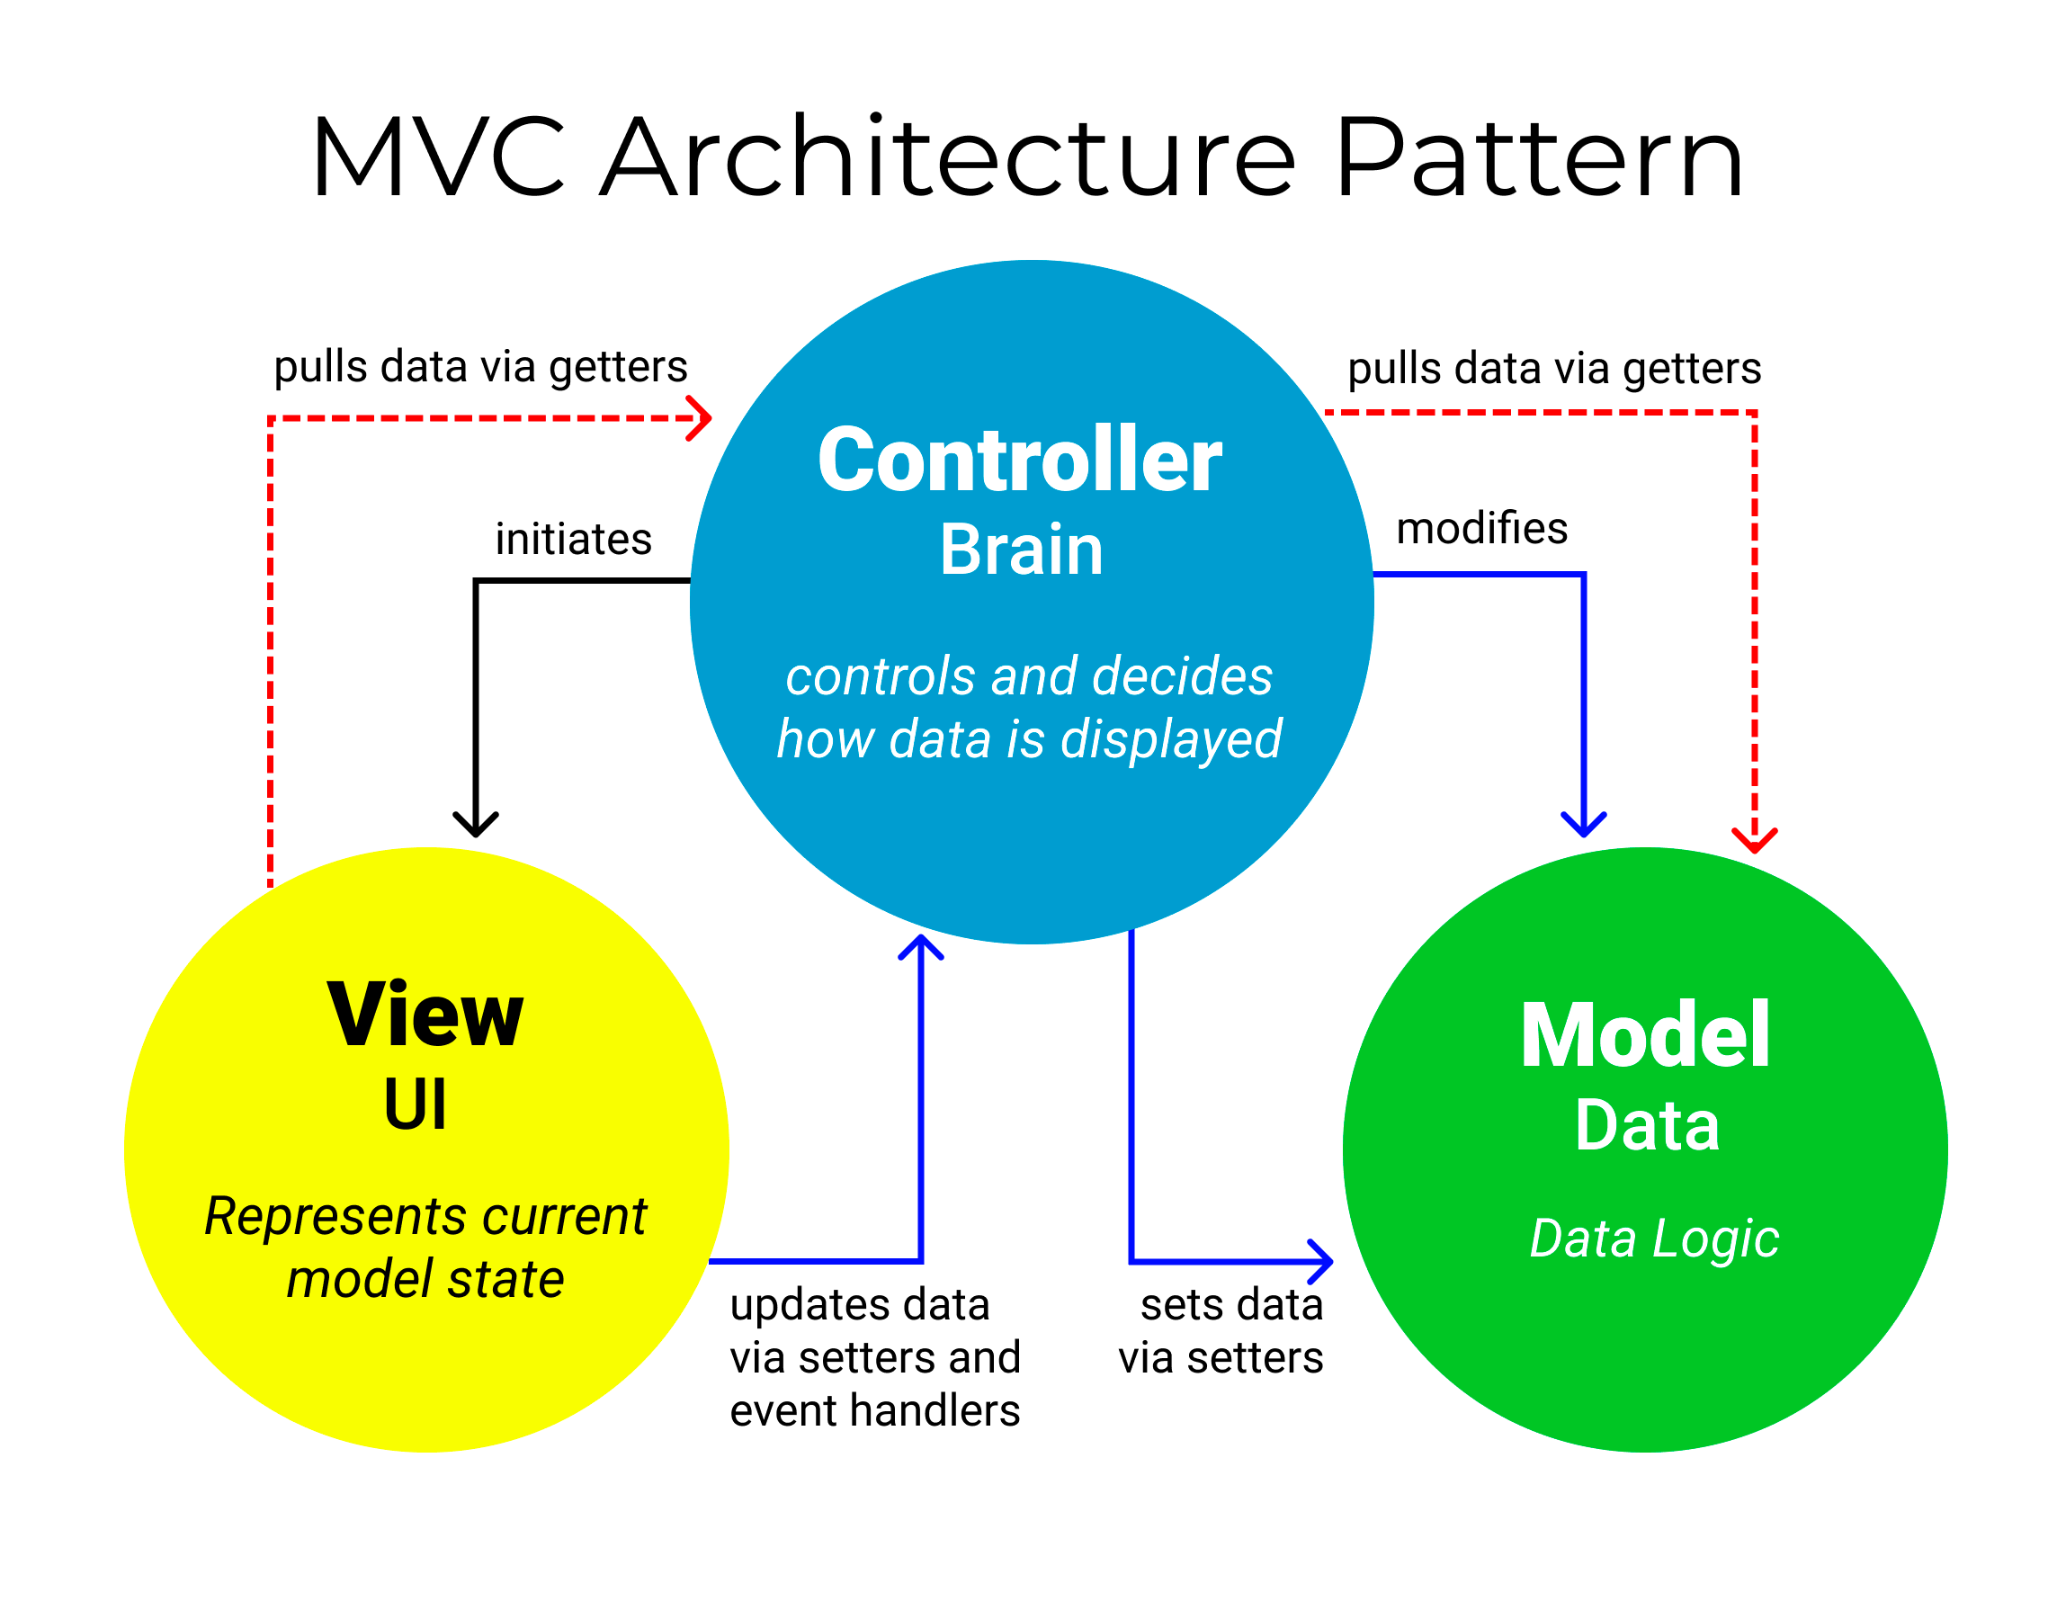 MVC Architecture Pattern
pulls data via getters
pulls data via getters
Controller
Brain
initiates
modifies
controls and decides
how data is displayed
View
UI
Represents current
model state
Model
Data
Data Logic
updates data
via setters and
event handlers
sets data
via setters